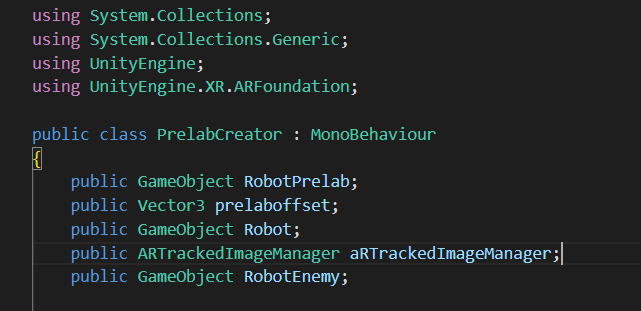 using System.Collections;
using System.Collections.Generic;
using UnityEngine;
using UnityEngine.XR.ARFoundation;
public class PrelabCreator : MonoBehaviour
{
public GameObject RobotPrelab;
public Vector3 prelaboffset;
public GameObject Robot;
public ARTrackedImageManager aRTrackedImageManager;
public GameObject RobotEnemy;